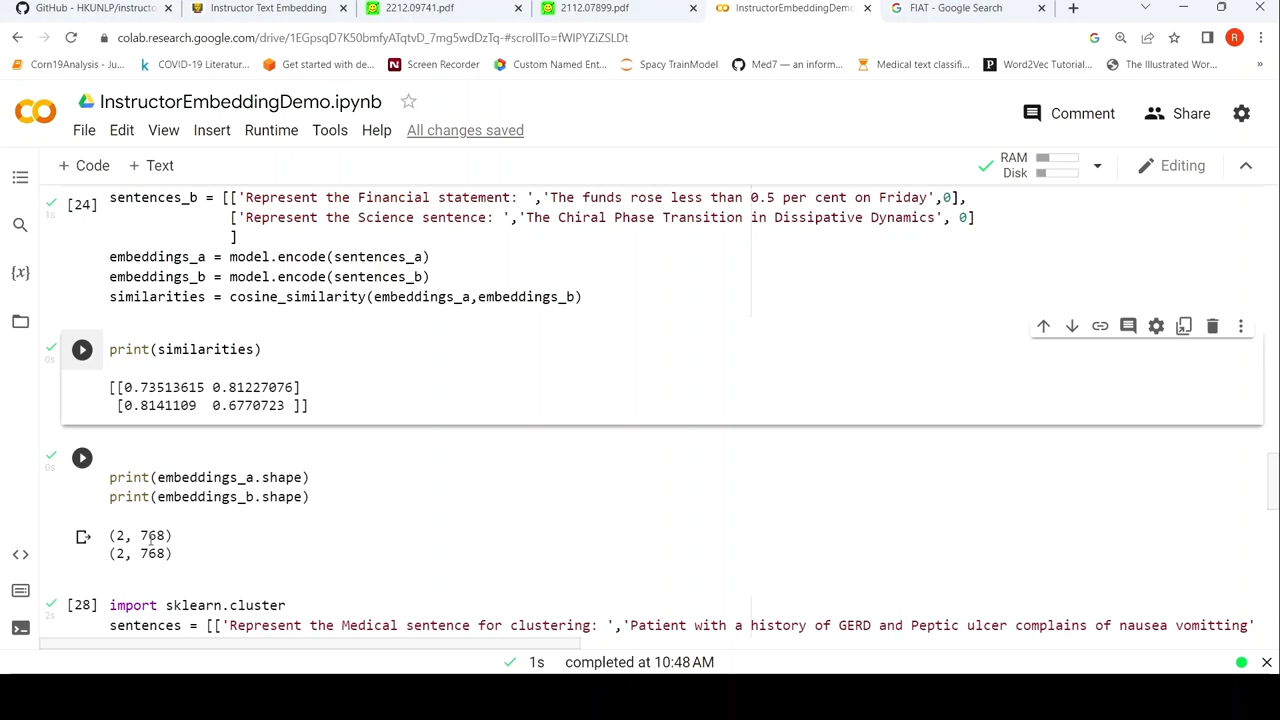 GitHub - HKUNLP/instructo
Instructor Text Embedding
2212.09741.pdf
2112.07899.pdf
InstructorEmbeddingDemo.i
FIAT - Google Search
colab.research.google.com/drive/1EGpsqD7K50bmfyATqtvD_7mg5wdDzTq-#scrollTo=fWIPYZiZSLDt
Corn19Analysis - Ju...
COVID-19 Literatur...
Get started with de...
Screen Recorder
Custom Named Ent...
Spacy TrainModel
Med7 — an inform...
Medical text classifi...
Word2Vec Tutorial...
The Illustrated Wor...
»
InstructorEmbeddingDemo.ipynb
Comment
Share
File Edit View Insert Runtime Tools Help All changes saved
+ Code + Text
RAM
Disk
Editing
[24]
1s
sentences_b = [['Represent the Financial statement: ','The funds rose less than 0.5 per cent on Friday',0],
['Represent the Science sentence: ','The Chiral Phase Transition in Dissipative Dynamics', 0]
]
embeddings_a = model.encode(sentences_a)
embeddings_b = model.encode(sentences_b)
similarities = cosine_similarity(embeddings_a,embeddings_b)
0s
print(similarities)
[[0.73513615 0.81227076]
[0.8141109 0.6770723 ]]
0s
print(embeddings_a.shape)
print(embeddings_b.shape)
(2, 768)
(2, 768)
[28]
2s
import sklearn.cluster
sentences = [['Represent the Medical sentence for clustering: ','Patient with a history of GERD and Peptic ulcer complains of nausea vomitting'
1s completed at 10:48 AM